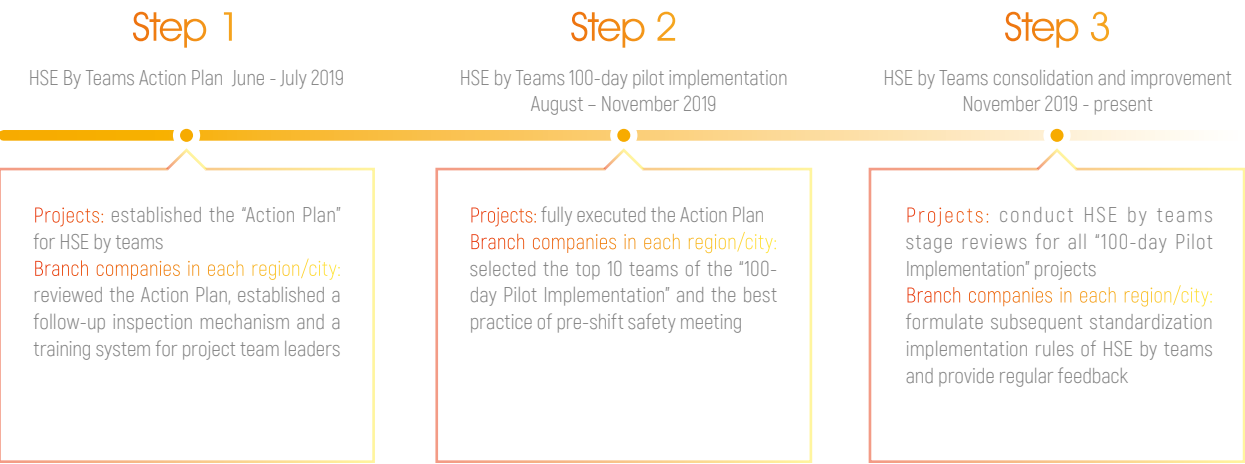 Step 1
HSE By Teams Action Plan June - July 2019
Projects: established the “Action Plan”
for HSE by teams
Branch companies in each region/city:
reviewed the Action Plan, established a
follow-up inspection mechanism and a
training system for project team leaders
Step 2
HSE by Teams 100-day pilot implementation
August – November 2019
Projects: fully executed the Action Plan
Branch companies in each region/city:
selected the top 10 teams of the “100-
day Pilot Implementation” and the best
practice of pre-shift safety meeting
Step 3
HSE by Teams consolidation and improvement
November 2019 - present
Projects: conduct HSE by teams
stage reviews for all “100-day Pilot
Implementation” projects
Branch companies in each region/city:
formulate subsequent standardization
implementation rules of HSE by teams
and provide regular feedback